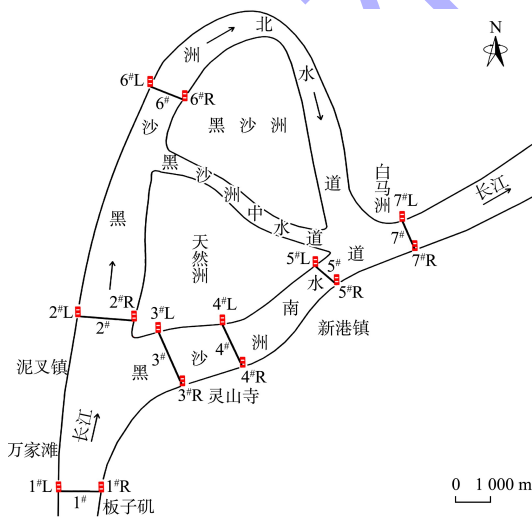 N
洲 北 水 道
6#L
6#
6#R
沙
黑
黑沙洲
黑沙洲中水道
白马洲
7#L
7#
7#R
长江
天然洲
5#L
5#
5#R
道
水
南
洲
沙
黑
新港镇
2#L
2#
2#R
3#L
3#
3#R
4#L
4#
4#R
灵山寺
泥叉镇
长江
万家滩
1#L
1#
1#R
板子矶
0 1 000 m